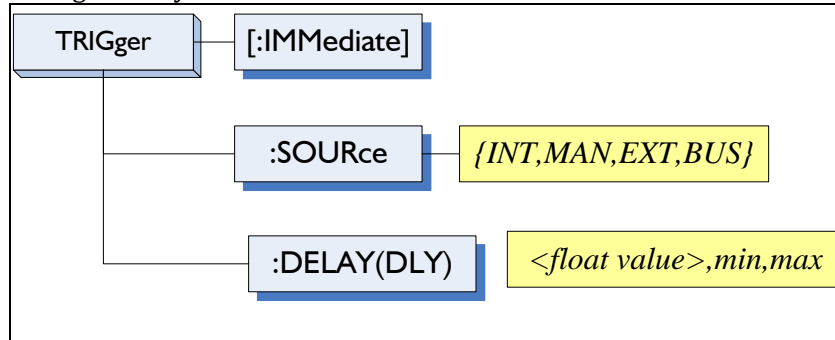 TRIGger
[:IMMediate]
:SOURce
{INT,MAN,EXT,BUS}
:DELAY(DLY)
<float value>,min,max